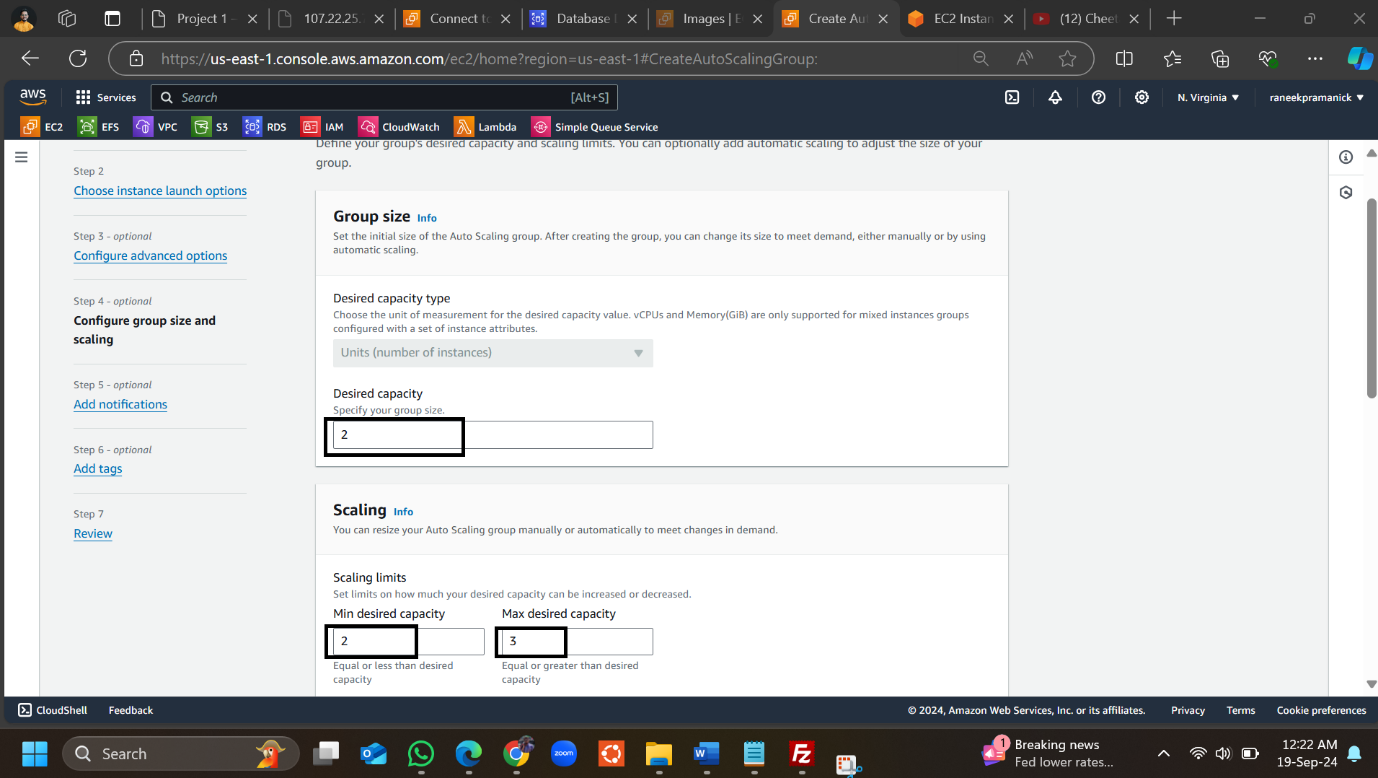 Project 1 -
107.22.25.
Connect to
Database
Images | E
Create Aut
EC2 Instan
(12) Cheet
https://us-east-1.console.aws.amazon.com/ec2/home?region=us-east-1#CreateAutoScalingGroup:
aws
Services
Search
[Alt+S]
N. Virginia
raneekpramanick
EC2
EFS
VPC
S3
RDS
IAM
CloudWatch
Lambda
Simple Queue Service
Step 2
Choose instance launch options
Step 3 - optional
Configure advanced options
Step 4 - optional
Configure group size and
scaling
Step 5 - optional
Add notifications
Step 6 - optional
Add tags
Step 7
Review
Define your group's desired capacity and scaling limits. You can optionally add automatic scaling to adjust the size of your
group.
Group size Info
Set the initial size of the Auto Scaling group. After creating the group, you can change its size to meet demand, either manually or by using
automatic scaling.
Desired capacity type
Choose the unit of measurement for the desired capacity value. vCPUs and Memory(GiB) are only supported for mixed instances groups
configured with a set of instance attributes.
Units (number of instances)
Desired capacity
Specify your group size.
2
Scaling Info
You can resize your Auto Scaling group manually or automatically to meet changes in demand.
Scaling limits
Set limits on how much your desired capacity can be increased or decreased.
Min desired capacity
Max desired capacity
2
3
Equal or less than desired
capacity
Equal or greater than desired
capacity
CloudShell
Feedback
© 2024, Amazon Web Services, Inc. or its affiliates.
Privacy
Terms
Cookie preferences
Search
zoom
1
Breaking news
Fed lower rates...
12:22 AM
19-Sep-24